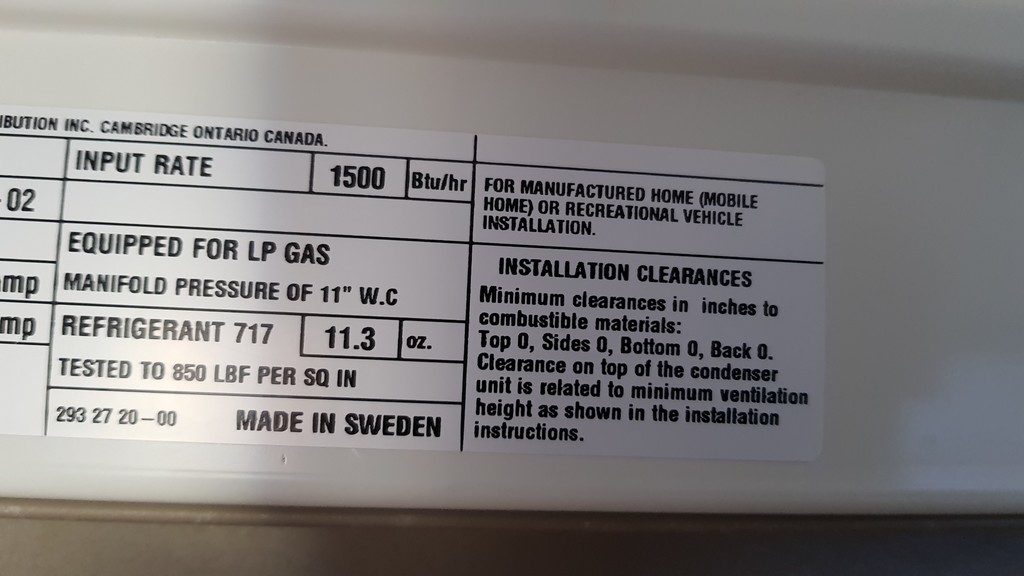 IBUTION INC. CAMBRIDGE ONTARIO CANADA.
INPUT RATE 1500 Btu/hr
02
EQUIPPED FOR LP GAS
mp MANIFOLD PRESSURE OF 11" W.C
mp REFRIGERANT 717 11.3 oz.
TESTED TO 850 LBF PER SQ IN
293 27 20-00 MADE IN SWEDEN
FOR MANUFACTURED HOME (MOBILE
HOME) OR RECREATIONAL VEHICLE
INSTALLATION.
INSTALLATION CLEARANCES
Minimum clearances in inches to
combustible materials:
Top 0, Sides 0, Bottom 0, Back 0.
Clearance on top of the condenser
unit is related to minimum ventilation
height as shown in the installation
instructions.